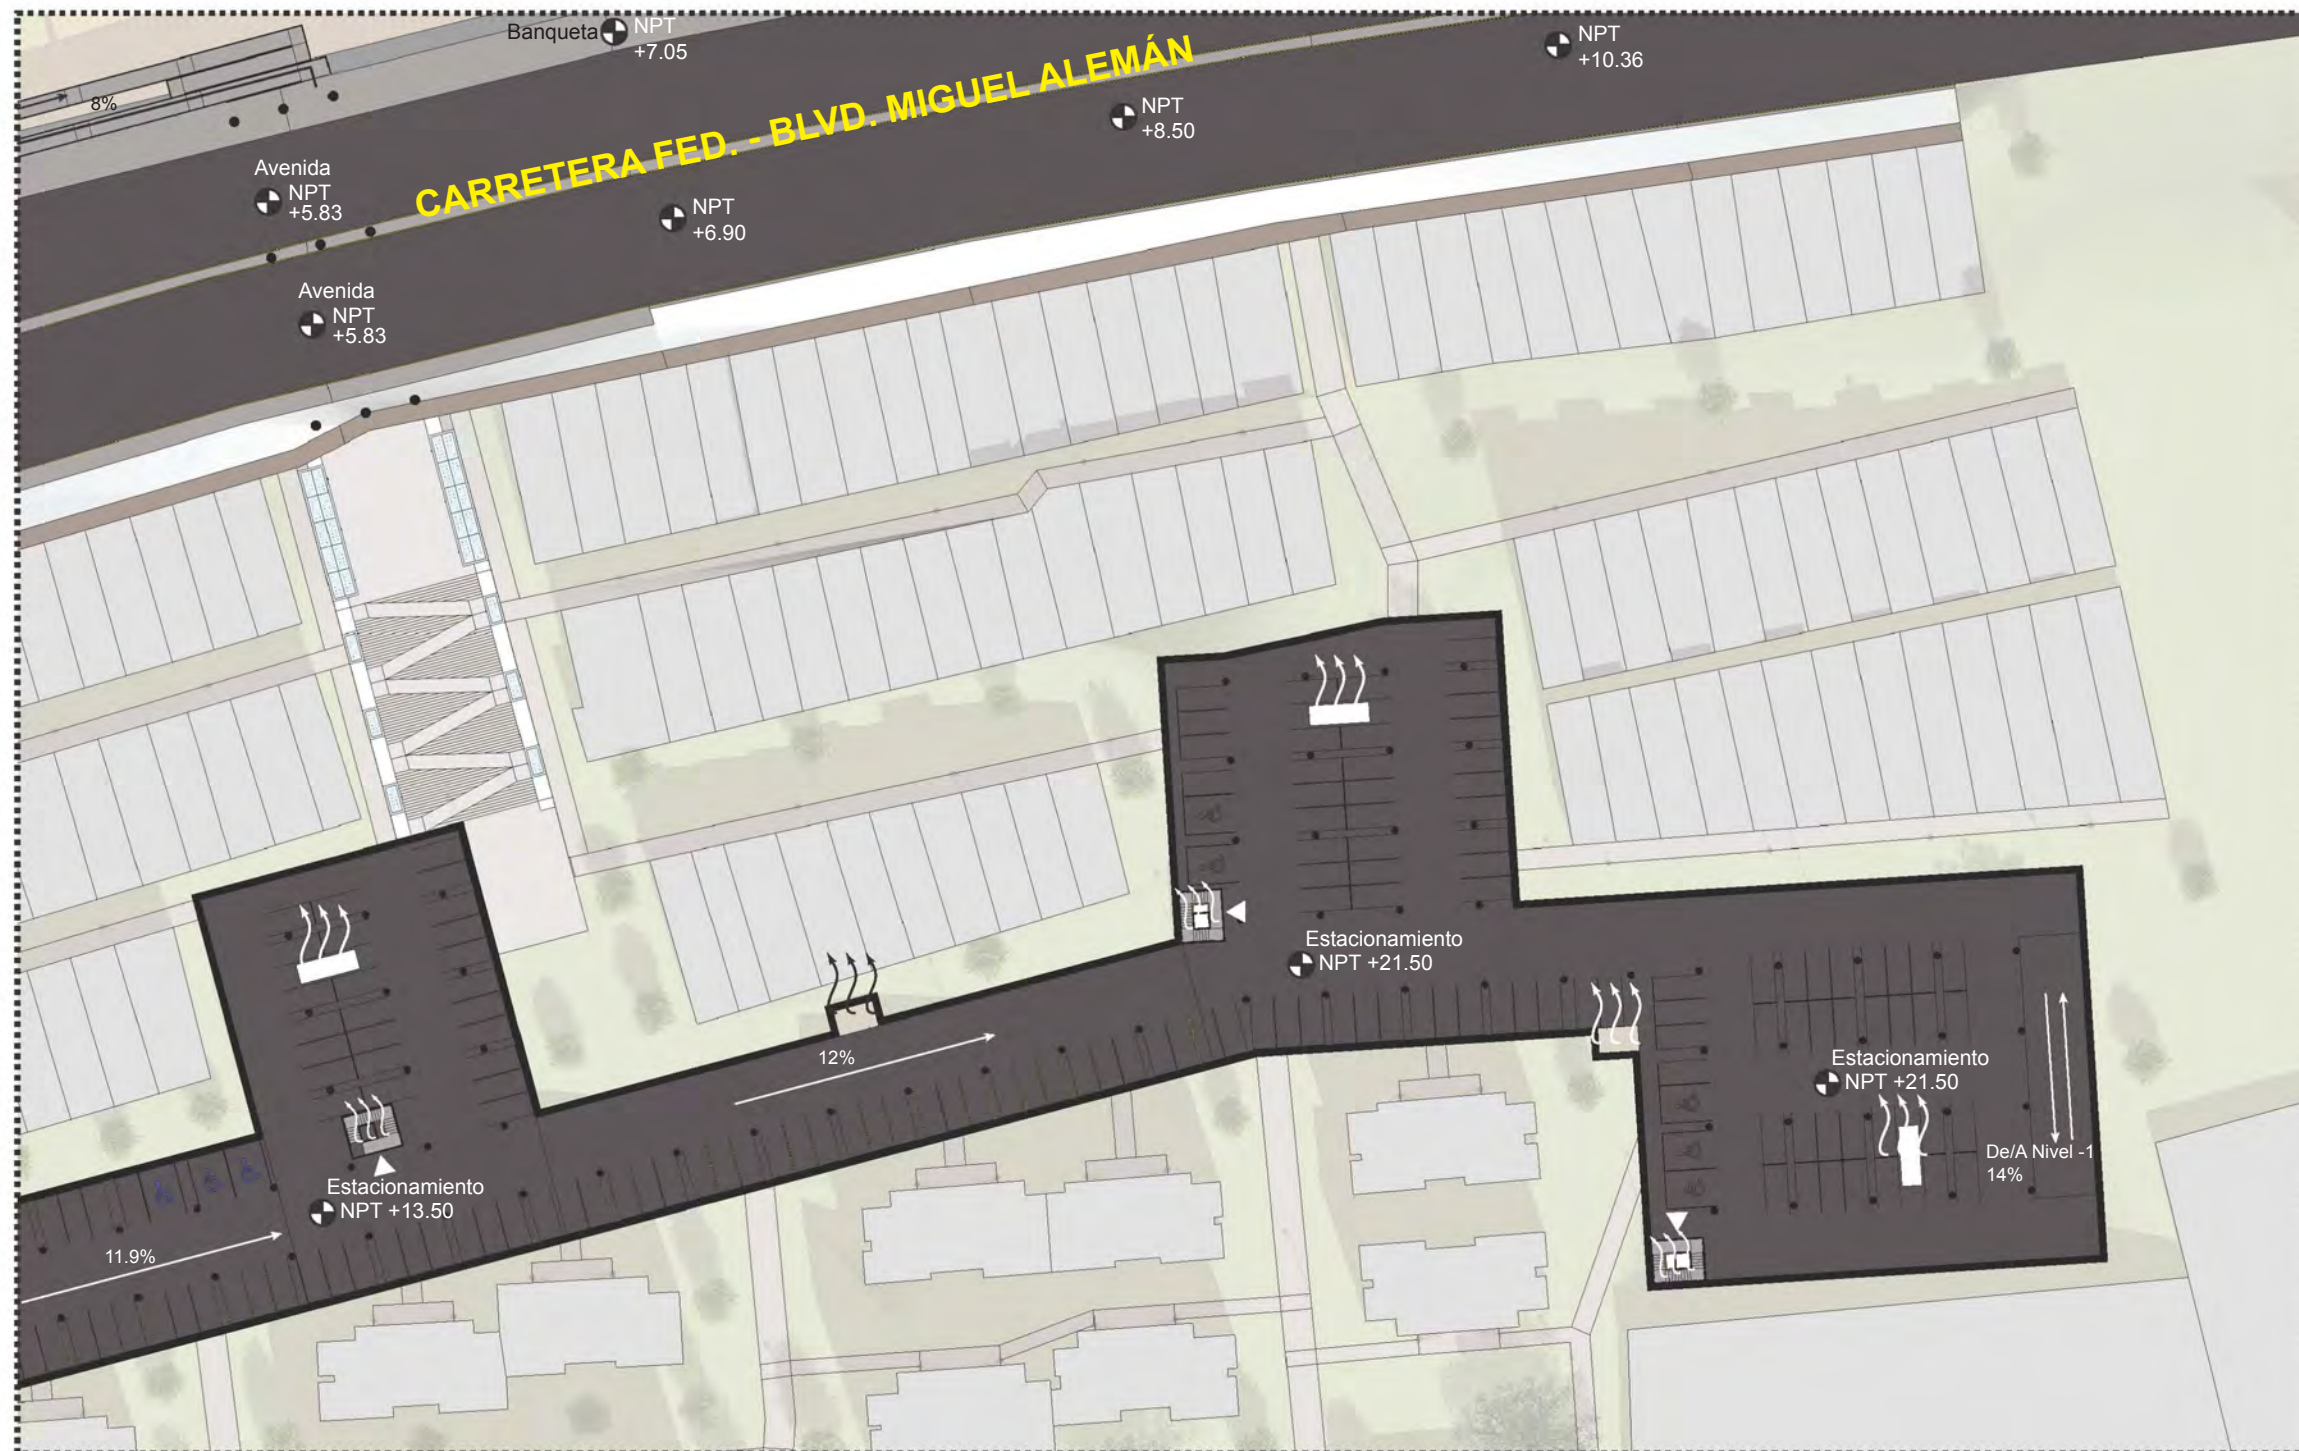 Banqueta
NPT
+7.05
NPT
+10.36
8%
CARRETERA FED. - BLVD. MIGUEL ALEMÁN
NPT
+8.50
Avenida
NPT
+5.83
NPT
+6.90
Avenida
NPT
+5.83
Estacionamiento
NPT +21.50
12%
Estacionamiento
NPT +21.50
De/A Nivel -1
14%
Estacionamiento
NPT +13.50
11.9%